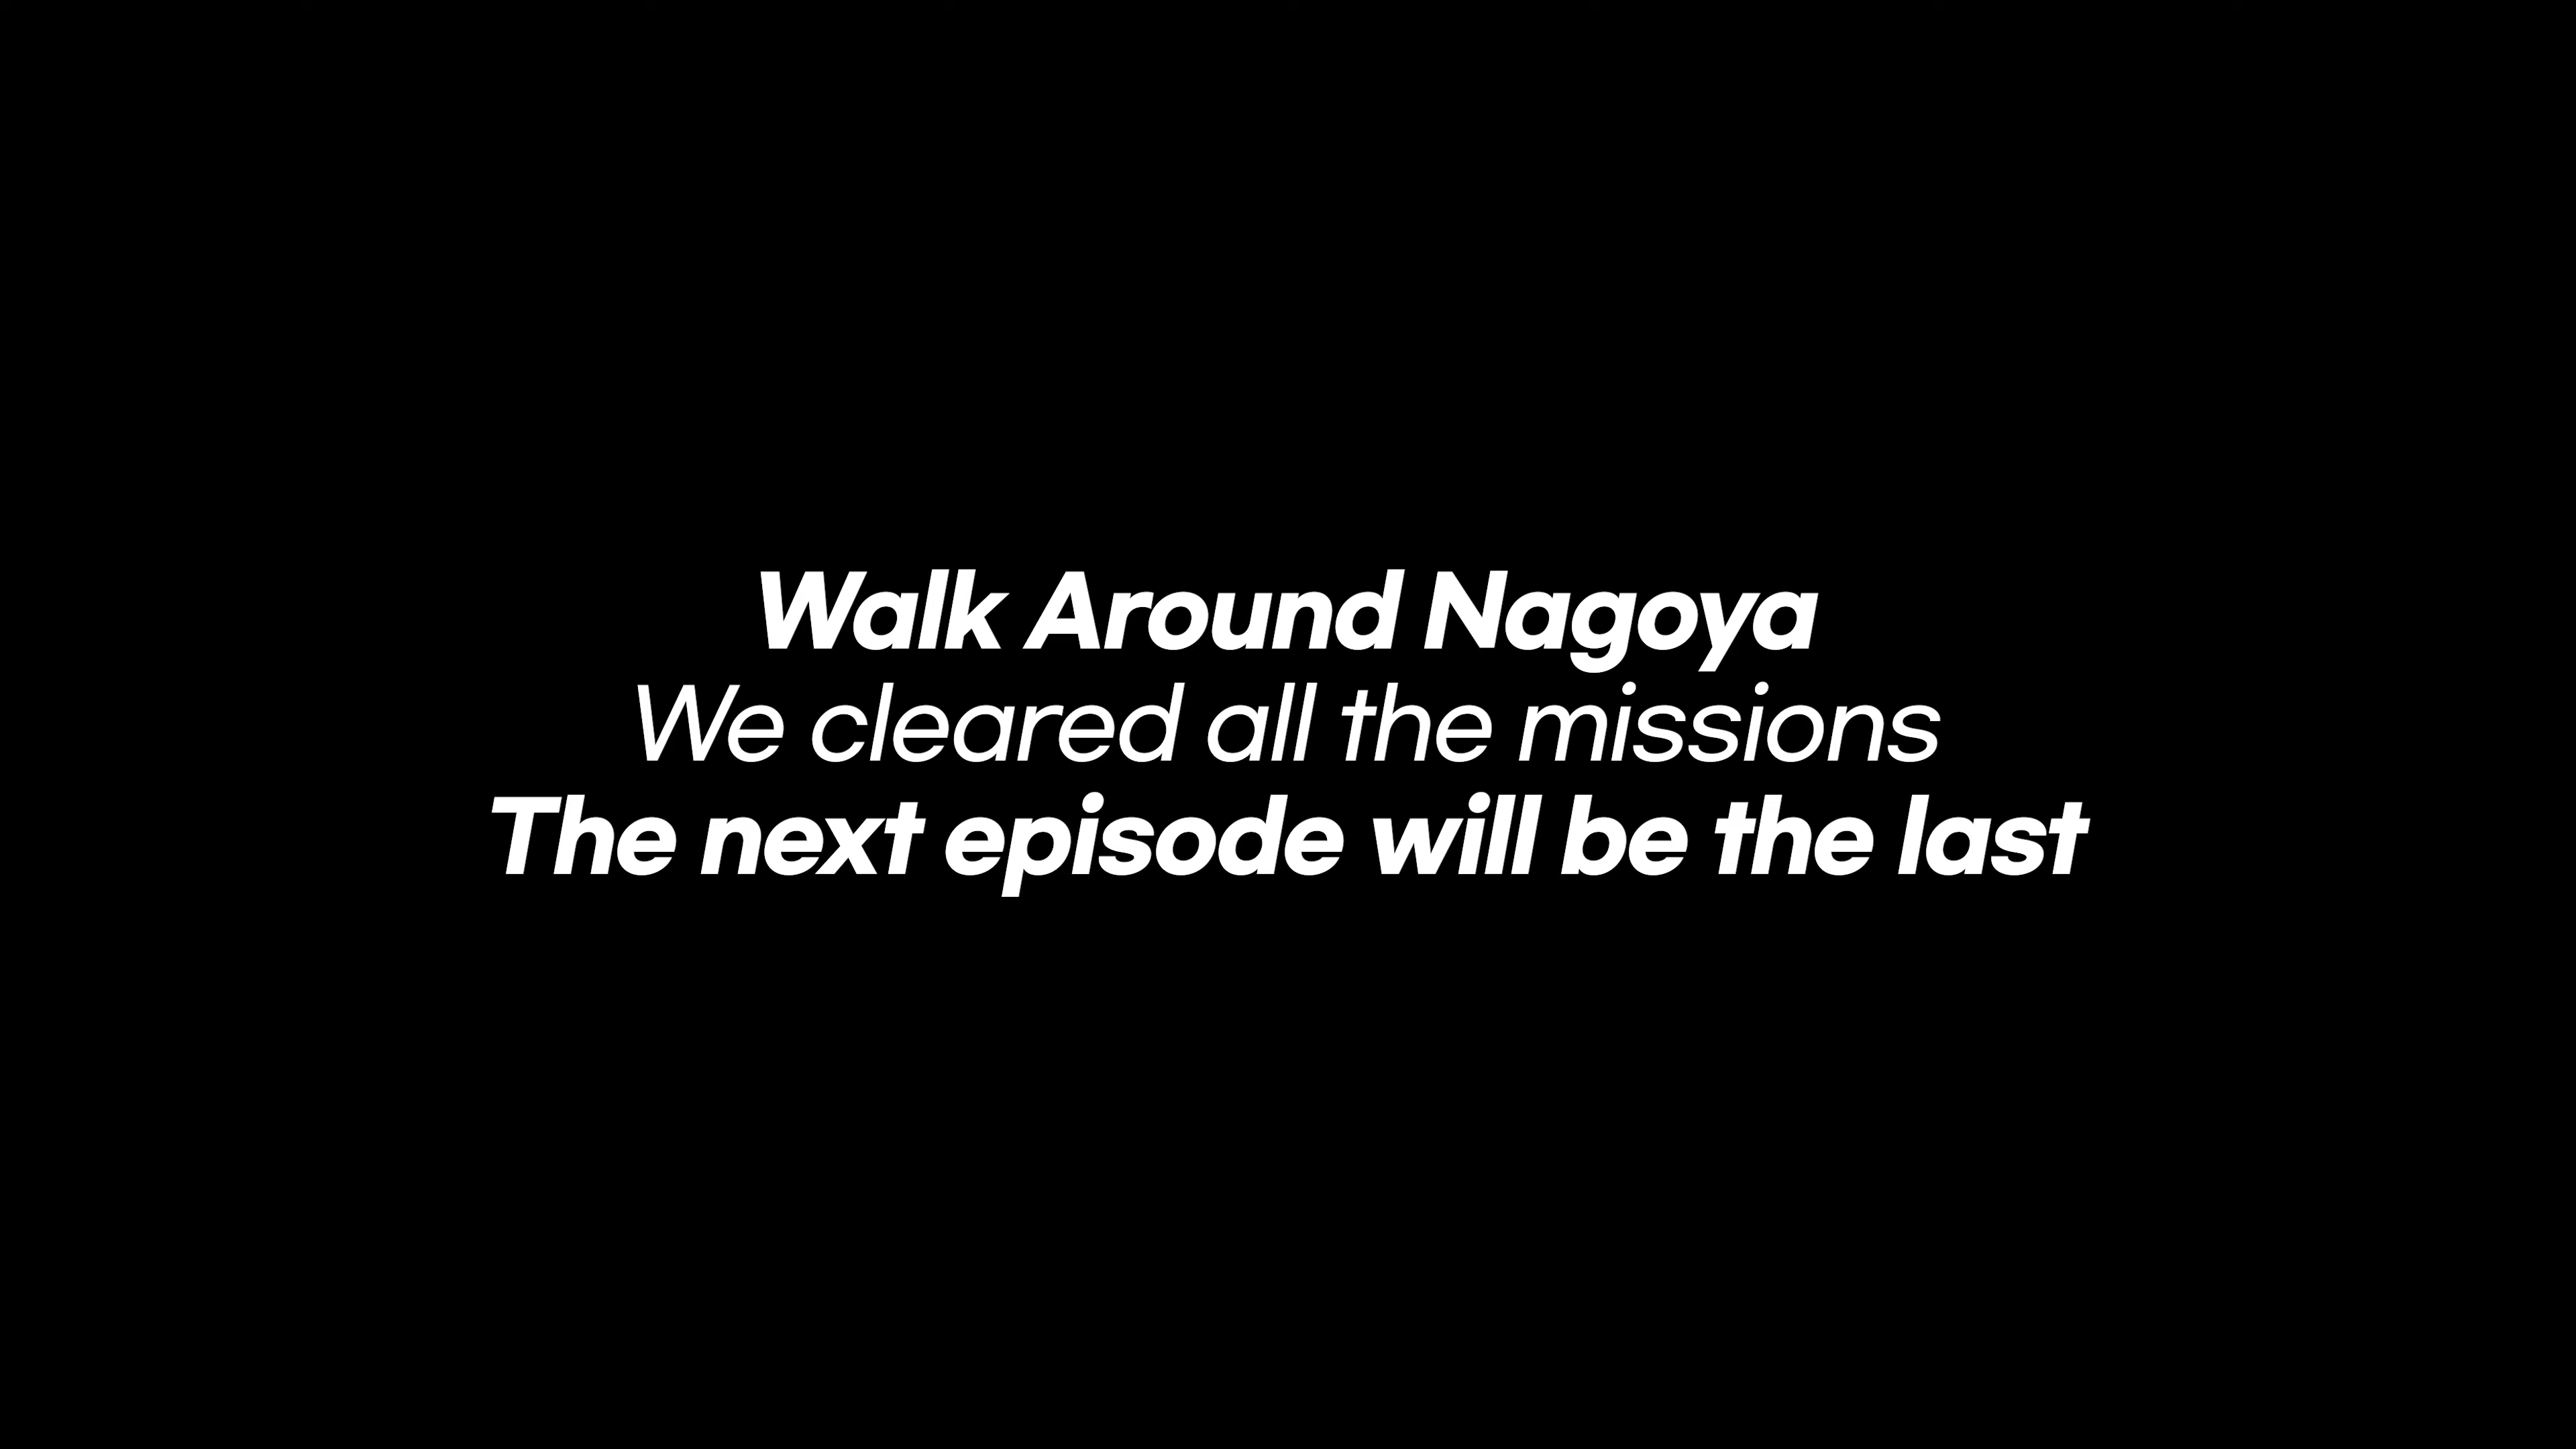 Walk Around Nagoya
We cleared all the missions
The next episode will be the last